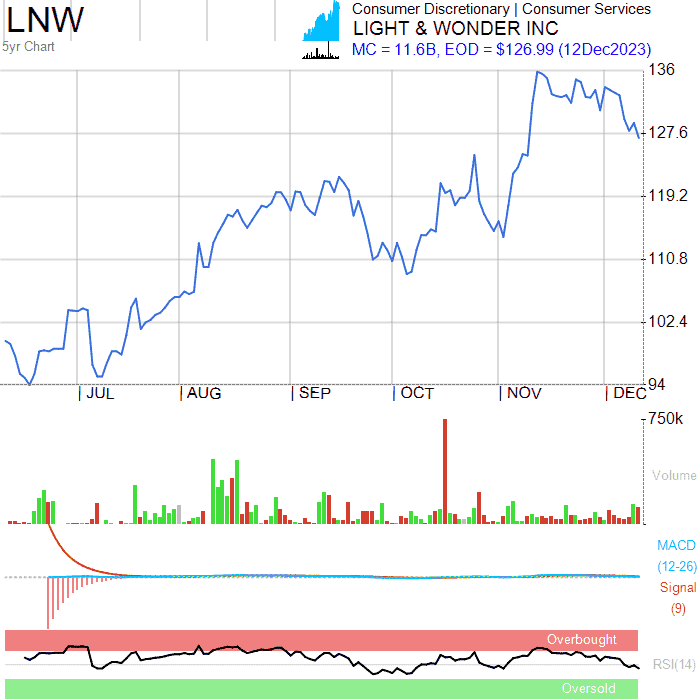 LNW
5yr Chart
Consumer Discretionary | Consumer Services
LIGHT & WONDER INC
MC = 11.6B, EOD = $126.99 (12Dec2023)
136
127.6
119.2
110.8
102.4
94
| JUL | AUG | SEP | OCT | NOV | DEC
750k
Volume
MACD
(12-26)
Signal
(9)
Overbought
RSI(14)
Oversold